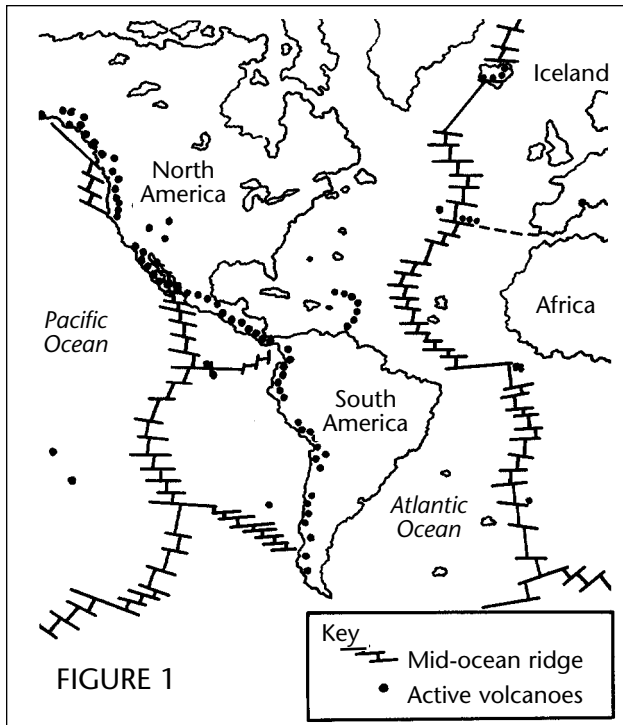 Iceland
North
America
Africa
Pacific
Ocean
South
America
Atlantic
Ocean
Key
Mid-ocean ridge
Active volcanoes
FIGURE 1